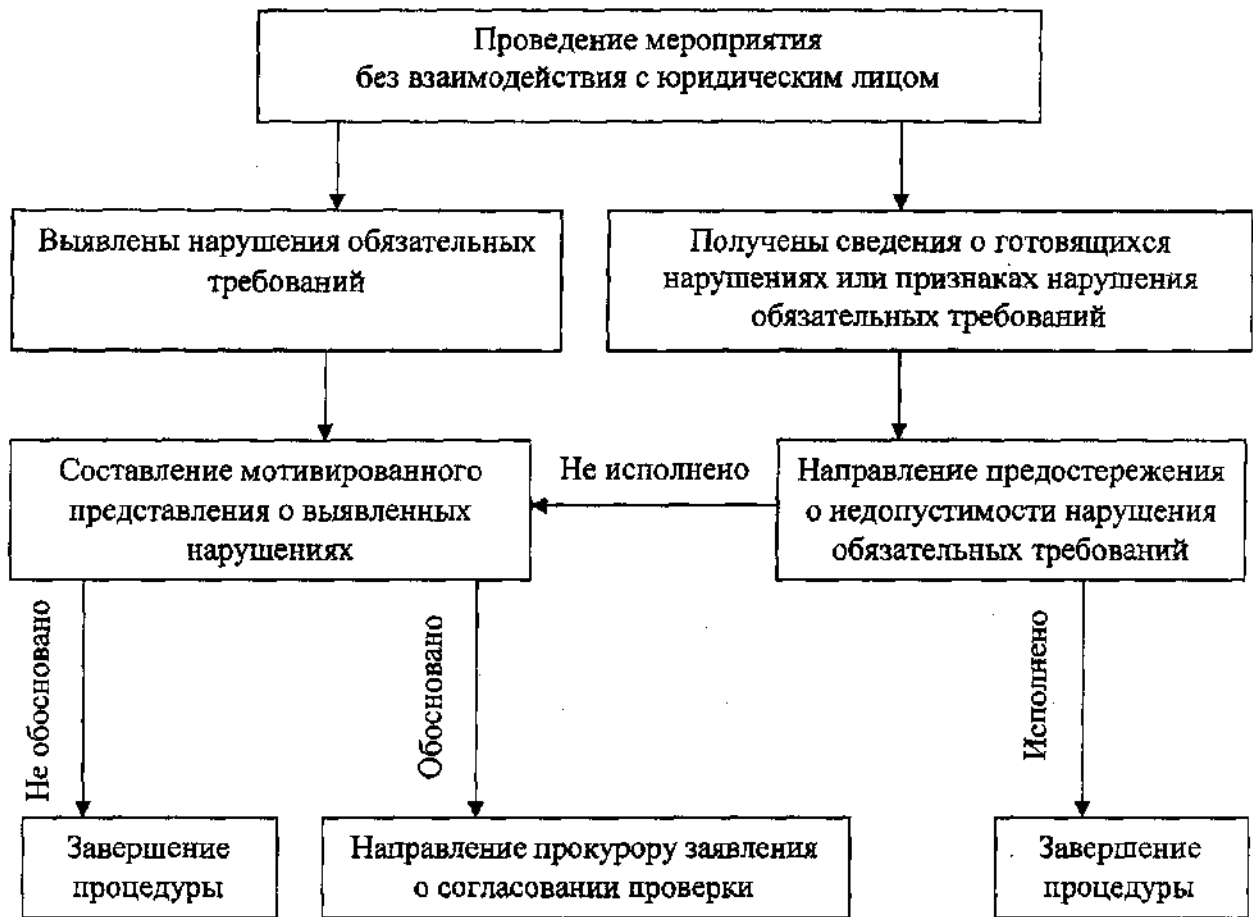 Проведение мероприятия
без взаимодействия с юридическим лицом
Выявлены нарушения обязательных
требований
Получены сведения о готовящихся
нарушениях или признаках нарушения
обязательных требований
Составление мотивированного
представления о выявленных
нарушениях
Не исполнено
Направление предостережения
о недопустимости нарушения
обязательных требований
Не обосновано
Обосновано
Исполнено
Завершение
процедуры
Направление прокурору заявления
о согласовании проверки
Завершение
процедуры